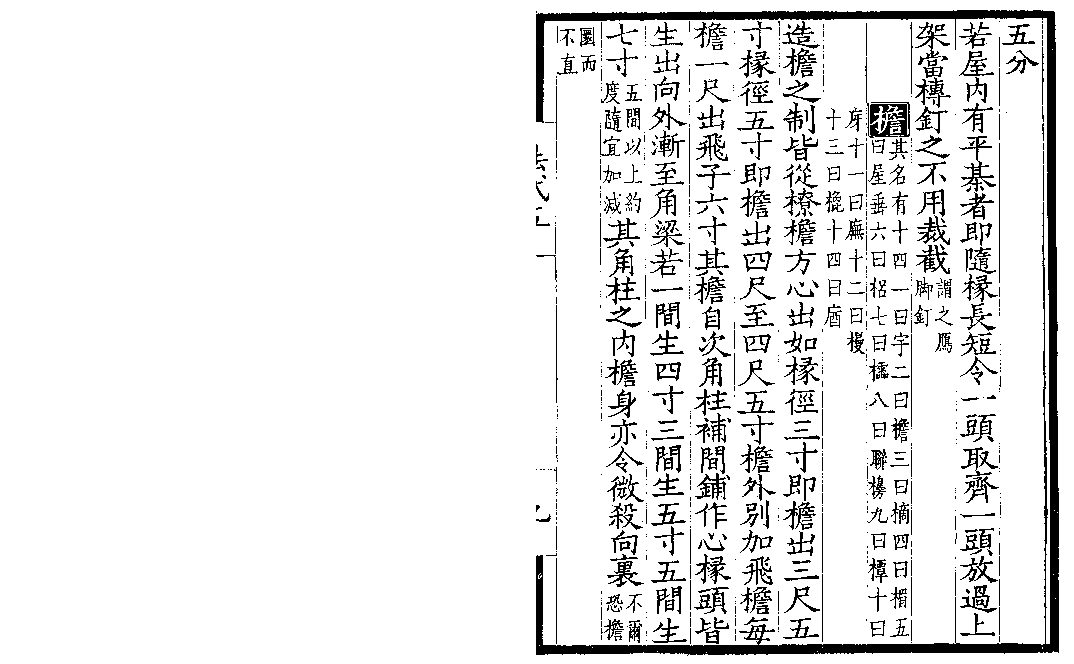 五分
若屋内有平棊者即隨椽長短令一頭取齊一頭放過上
架當槫釘之不用裁截謂之鴈脚釘
檐其名有十四一曰宇二曰檐三曰樀四曰楣五曰屋垂六曰梠七曰櫺八曰聯櫋九曰橝十曰
庌十一曰廡十二曰槾十三曰㮰十四曰庮
造檐之制皆從橑檐方心出如椽徑三寸即檐出三尺五
寸椽徑五寸即檐出四尺至四尺五寸檐外別加飛檐每
檐一尺出飛子六寸其檐自次角柱補間鋪作心椽頭皆
生出向外漸至角梁若一間生四寸三間生五寸五間生
七寸五間以上約度隨宜加減其角柱之内檐身亦令微殺向裏不爾恐檐
圜而不直